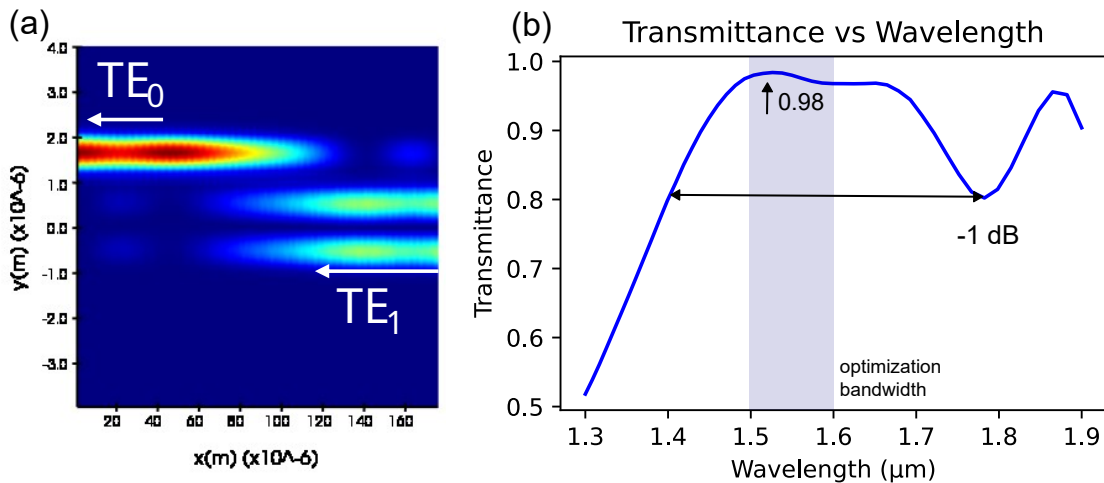 (a)
TE0
TE1
y(m) (x10^-6)
4.0
3.0
2.0
1.0
0.0
-1.0
-3.0
20 40 60 80 100 120 140 160
x(m) (x10^-6)
(b)
Transmittance vs Wavelength
Transmittance
1.0
0.9
0.8
0.7
0.6
0.5
0.98
-1 dB
optimization
bandwidth
1.3 1.4 1.5 1.6 1.7 1.8 1.9
Wavelength (μm)